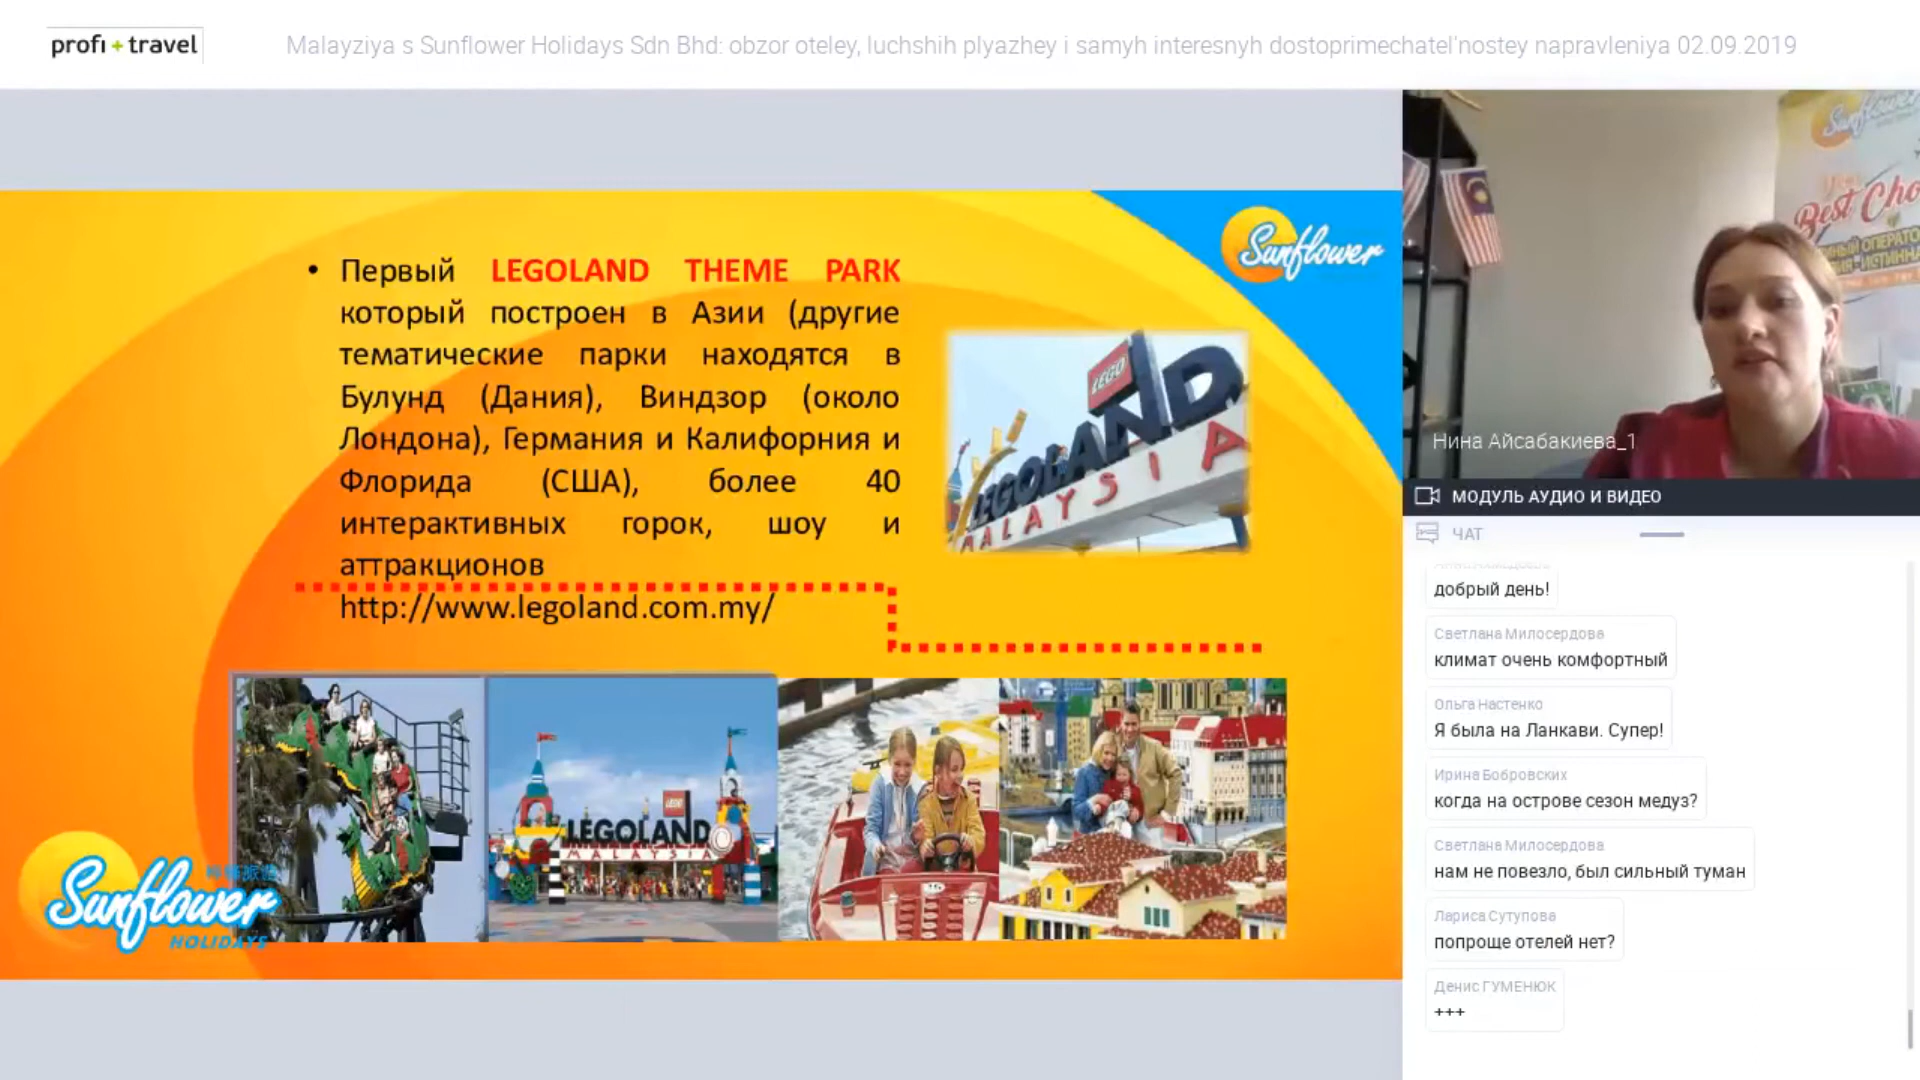 profi + travel
Malayziya s Sunflower Holidays Sdn Bhd: obzor oteley, luchshih plyazhey i samyh interesnyh dostoprimechatel'nostey napravleniya 02.09.2019
Sunflower
• Первый LEGOLAND THEME PARK
который построен в Азии (другие
тематические парки находятся в
Булунд (Дания), Виндзор (около
Лондона), Германия и Калифорния и
Флорида (США), более 40
интерактивных горок, шоу и
аттракционов
http://www.legoland.com.my/
LEGO
LEGOLAND
MALAYSIA
LEGO
LEGOLAND
MALAYSIA
Sunflower
HOLIDAYS
Sunflower
Best Cho
Нина Айсабакиева_1
МОДУЛЬ АУДИО И ВИДЕО
ЧАТ
добрый день!
Светлана Милосердова
климат очень комфортный
Ольга Настенко
Я была на Ланкави. Супер!
Ирина Бобровских
когда на острове сезон медуз?
Светлана Милосердова
нам не повезло, был сильный туман
Лариса Сутупова
попроще отелей нет?
Денис ГУМЕНЮК
+++